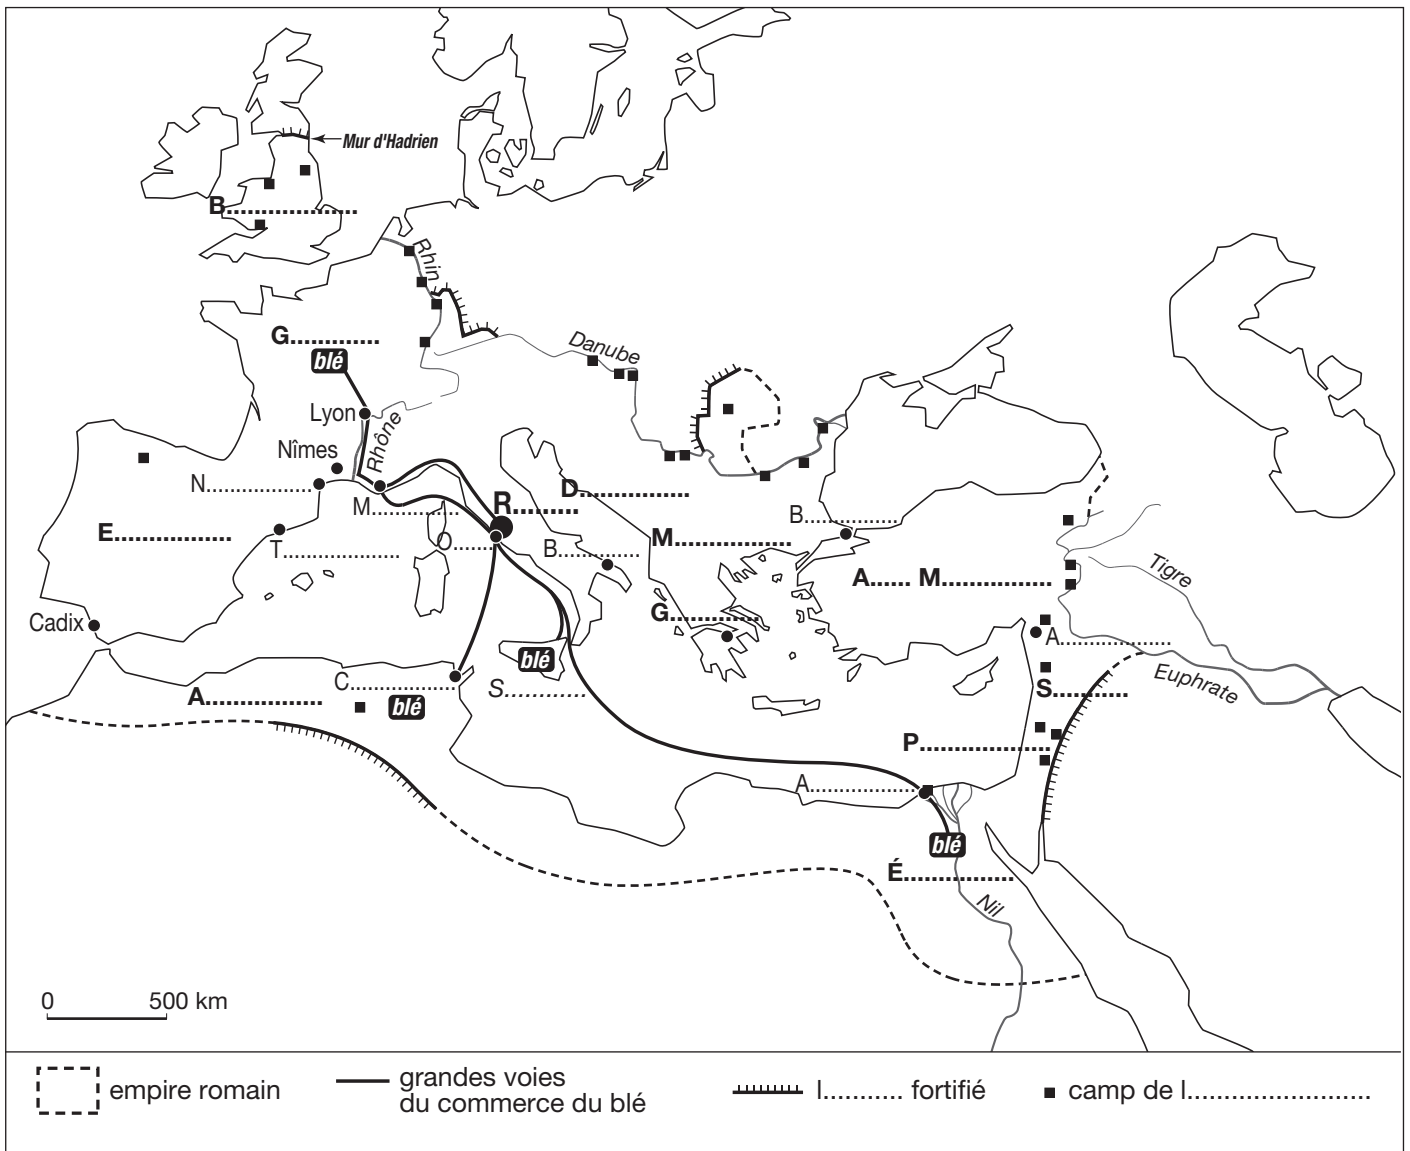 Mur d'Hadrien
B....................
Rhin
G................
blé
Danube
Lyon
Rhône
Nîmes
N................
M.............
R..........
D................
B..............
E....................
T.................
O........
B............
M.....................
A...... M....................
Tigre
Cadix
G................
A..................
blé
Euphrate
C................
S.............
S............
A..................
blé
P....................
A.................
blé
É.................
Nil
0 500 km
empire romain
grandes voies
du commerce du blé
l............ fortifié
camp de l...........................